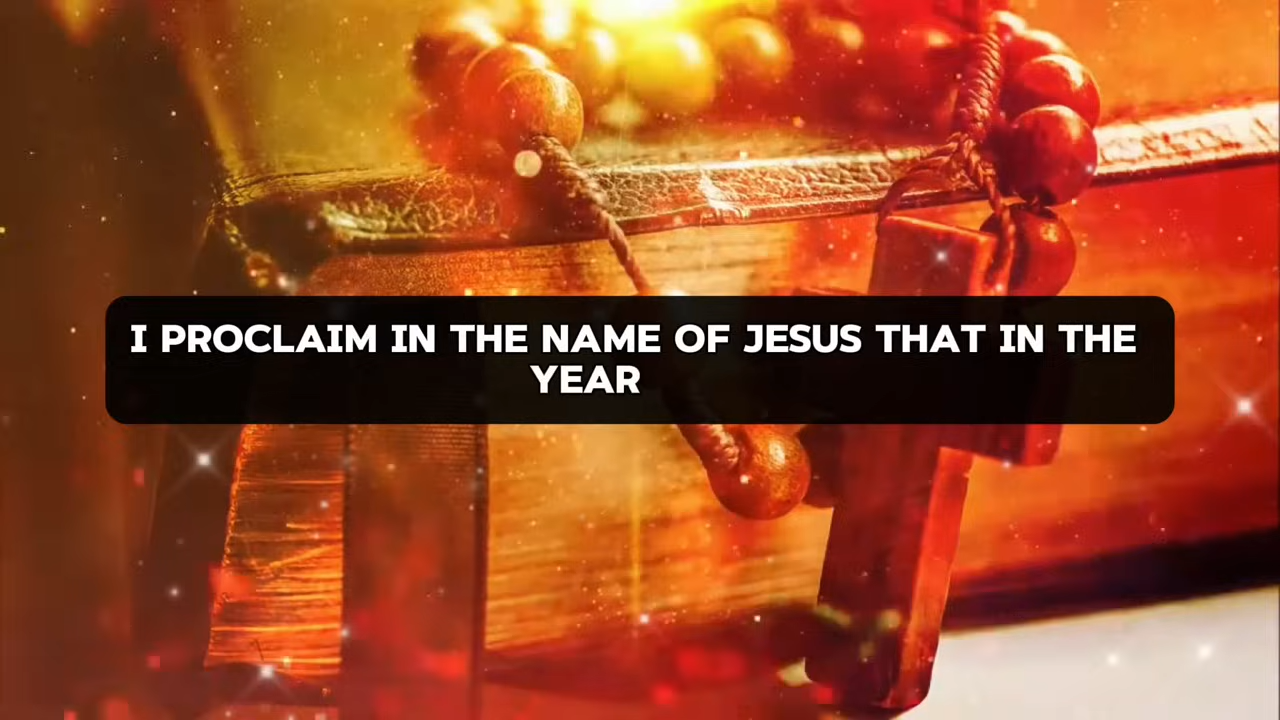 I PROCLAIM IN THE NAME OF JESUS THAT IN THE
YEAR